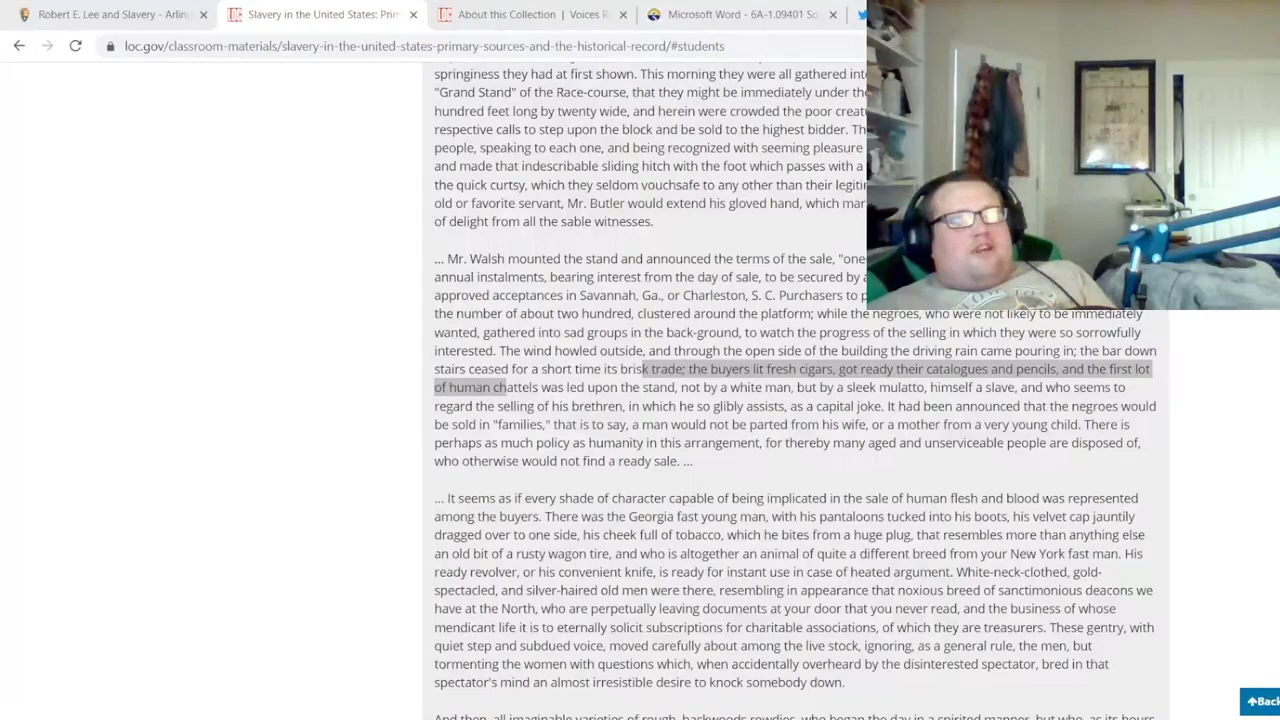 Robert E. Lee and Slavery - Arling
Slavery in the United States: Prim
About this Collection | Voices R
Microsoft Word - 6A-1.09401 So
loc.gov/classroom-materials/slavery-in-the-united-states-primary-sources-and-the-historical-record/#students
springiness they had at first shown. This morning they were all gathered into
"Grand Stand" of the Race-course, that they might be immediately under the
hundred feet long by twenty wide, and herein were crowded the poor creatu
respective calls to step upon the block and be sold to the highest bidder. Th
people, speaking to each one, and being recognized with seeming pleasure
and made that indescribable sliding hitch with the foot which passes with a
the quick curtsy, which they seldom vouchsafe to any other than their legitin
old or favorite servant, Mr. Butler would extend his gloved hand, which mar
of delight from all the sable witnesses.
... Mr. Walsh mounted the stand and announced the terms of the sale, "one
annual instalments, bearing interest from the day of sale, to be secured by a
approved acceptances in Savannah, Ga., or Charleston, S. C. Purchasers to p
the number of about two hundred, clustered around the platform; while the negroes, who were not likely to be immediately
wanted, gathered into sad groups in the back-ground, to watch the progress of the selling in which they were so sorrowfully
interested. The wind howled outside, and through the open side of the building the driving rain came pouring in; the bar down
stairs ceased for a short time its brisk trade; the buyers lit fresh cigars, got ready their catalogues and pencils, and the first lot
of human chattels was led upon the stand, not by a white man, but by a sleek mulatto, himself a slave, and who seems to
regard the selling of his brethren, in which he so glibly assists, as a capital joke. It had been announced that the negroes would
be sold in "families," that is to say, a man would not be parted from his wife, or a mother from a very young child. There is
perhaps as much policy as humanity in this arrangement, for thereby many aged and unserviceable people are disposed of,
who otherwise would not find a ready sale. ...
... It seems as if every shade of character capable of being implicated in the sale of human flesh and blood was represented
among the buyers. There was the Georgia fast young man, with his pantaloons tucked into his boots, his velvet cap jauntily
dragged over to one side, his cheek full of tobacco, which he bites from a huge plug, that resembles more than anything else
an old bit of a rusty wagon tire, and who is altogether an animal of quite a different breed from your New York fast man. His
ready revolver, or his convenient knife, is ready for instant use in case of heated argument. White-neck-clothed, gold-
spectacled, and silver-haired old men were there, resembling in appearance that noxious breed of sanctimonious deacons we
have at the North, who are perpetually leaving documents at your door that you never read, and the business of whose
mendicant life it is to eternally solicit subscriptions for charitable associations, of which they are treasurers. These gentry, with
quiet step and subdued voice, moved carefully about among the live stock, ignoring, as a general rule, the men, but
tormenting the women with questions which, when accidentally overheard by the disinterested spectator, bred in that
spectator's mind an almost irresistible desire to knock somebody down.
And then, all imaginable varieties of rough, backwoods rowdies, who began the day in a spirited manner, but who, as its hours
Back